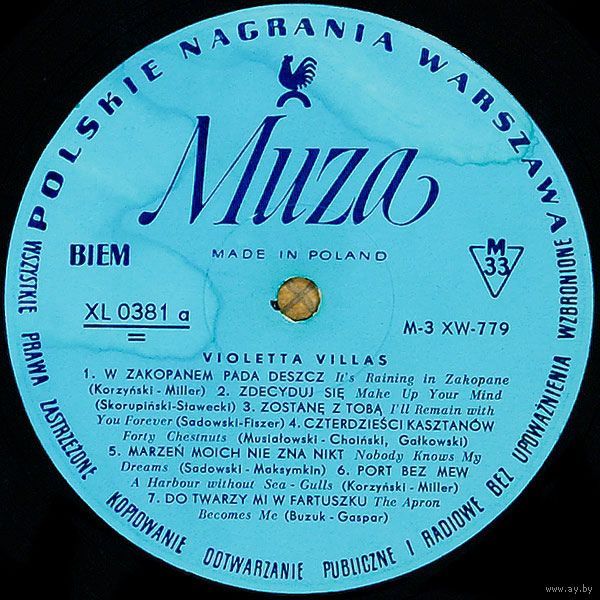 POLSKIE NAGRANIA WARSZAWA
Muza
MADE IN POLAND
BIEM
M
33
XL 0381 a
M-3 XW-779
VIOLETTA VILLAS
1. W ZAKOPANEM PADA DESZCZ It's Raining in Zakopane
(Korzyński - Miller) 2. ZDECYDUJ SIĘ Make Up Your Mind
(Skorupiński-Sławecki) 3. ZOSTANĘ Z TOBĄ I'll Remain with
You Forever (Sadowski-Fiszer) 4. CZTERDZIEŚCI KASZTANÓW
Forty Chestnuts (Musiałowski - Choiński, Gałkowski)
5. MARZEŃ MOICH NIE ZNA NIKT Nobody Knows My
Dreams (Sadowski - Maksymkin) 6. PORT BEZ MEW
A Harbour without Sea - Gulls (Korzyński - Miller)
7. DO TWARZY MI W FARTUSZKU The Apron
Becomes Me (Buzuk - Gaspar)
WSZYSTKIE PRAWA ZASTRZEŻONE KOPIOWANIE ODTWARZANIE PUBLICZNE I RADIOWE BEZ UPOWAŻNIENIA WZBRONIONE
www.ay.by